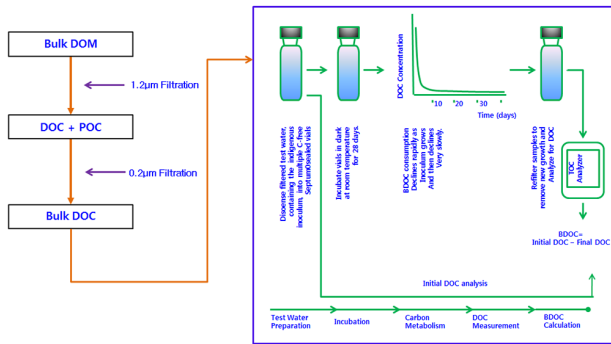 Bulk DOM
1.2μm Filtration
DOC + POC
0.2μm Filtration
Bulk DOC
Disoense filtered test water,
containing the indigenous
inoculum, into multiple C-free
SeptumOsealed vials
Incubate vials in dark
at room temperature
for 28 days.
DOC Concentration
10
20
30
Time (days)
BDOC consumption
Declines rapidly as
Inoculum grows
And then declines
Very slowly.
Refilter samples to
remove new growth and
Analyze for DOC
TOC
Analyzer
BDOC=
Initial DOC – Final DOC
Initial DOC analysis
Test Water
Preparation
Incubation
Carbon
Metabolism
DOC
Measurement
BDOC
Calculation